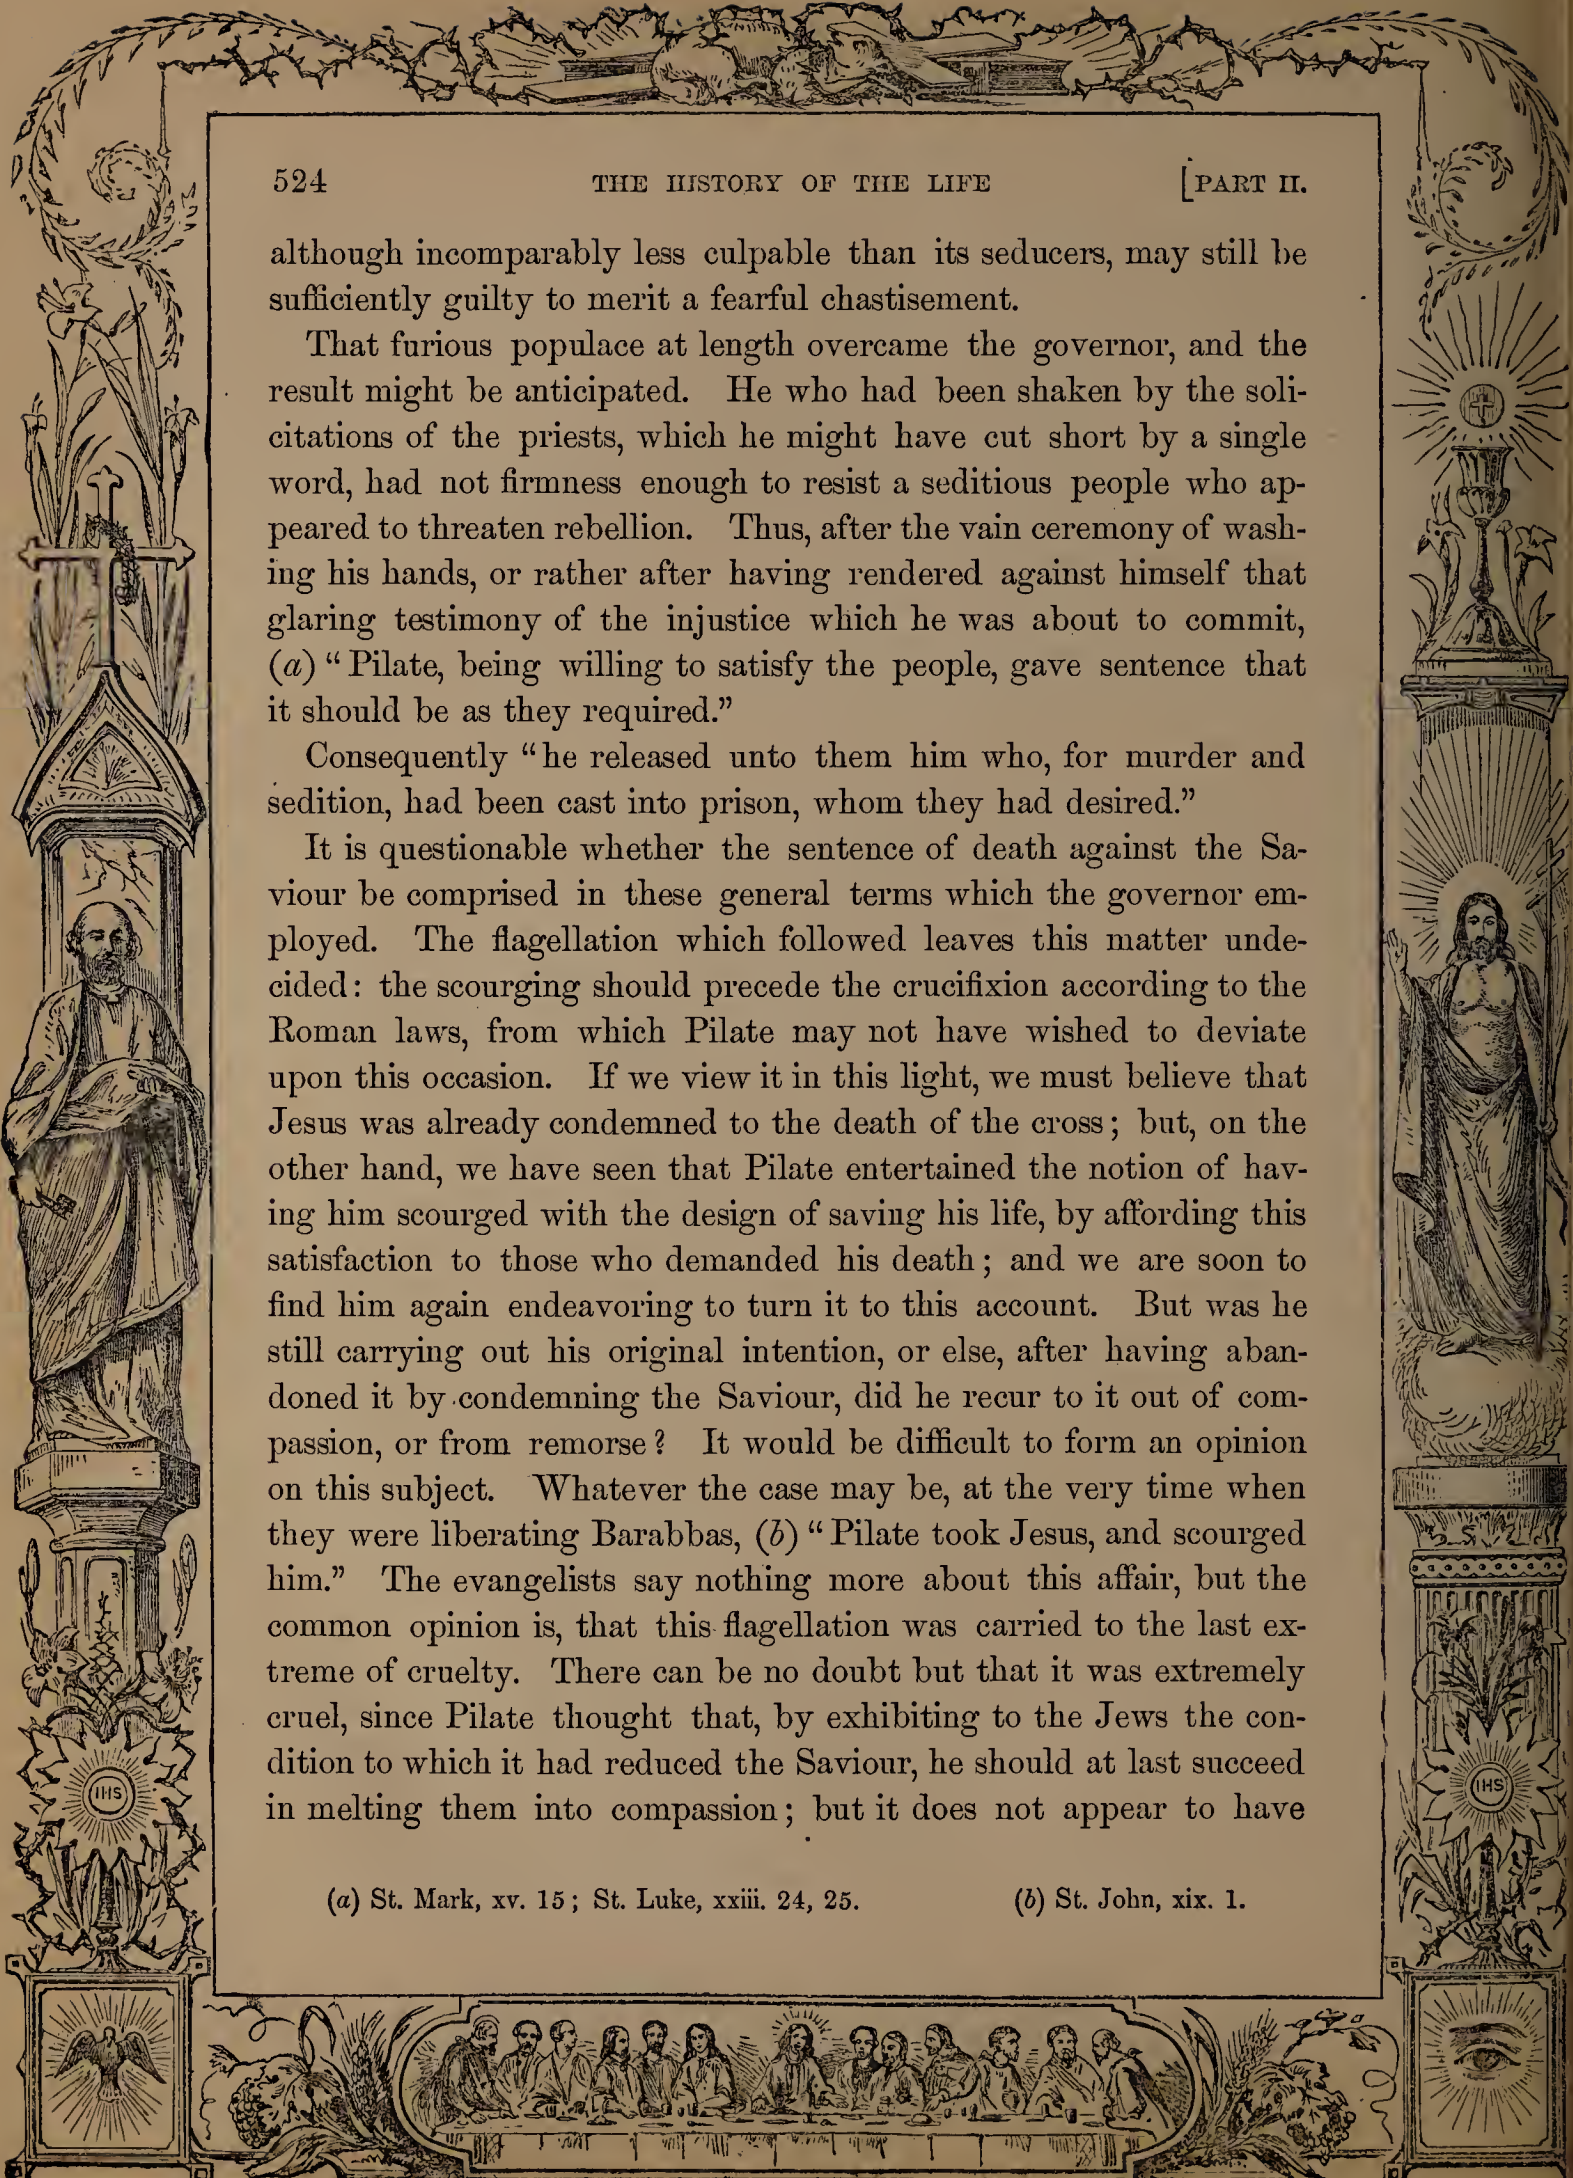 524 THE HISTORY OF THE LIFE [PART II.
although incomparably less culpable than its seducers, may still be
sufficiently guilty to merit a fearful chastisement.
That furious populace at length overcame the governor, and the
result might be anticipated. He who had been shaken by the soli-
citations of the priests, which he might have cut short by a single
word, had not firmness enough to resist a seditious people who ap-
peared to threaten rebellion. Thus, after the vain ceremony of wash-
ing his hands, or rather after having rendered against himself that
glaring testimony of the injustice which he was about to commit,
(a) “Pilate, being willing to satisfy the people, gave sentence that
it should be as they required.”
Consequently “he released unto them him who, for murder and
sedition, had been cast into prison, whom they had desired.”
It is questionable whether the sentence of death against the Sa-
viour be comprised in these general terms which the governor em-
ployed. The flagellation which followed leaves this matter unde-
cided: the scourging should precede the crucifixion according to the
Roman laws, from which Pilate may not have wished to deviate
upon this occasion. If we view it in this light, we must believe that
Jesus was already condemned to the death of the cross; but, on the
other hand, we have seen that Pilate entertained the notion of hav-
ing him scourged with the design of saving his life, by affording this
satisfaction to those who demanded his death; and we are soon to
find him again endeavoring to turn it to this account. But was he
still carrying out his original intention, or else, after having aban-
doned it by condemning the Saviour, did he recur to it out of com-
passion, or from remorse? It would be difficult to form an opinion
on this subject. Whatever the case may be, at the very time when
they were liberating Barabbas, (b) “Pilate took Jesus, and scourged
him.” The evangelists say nothing more about this affair, but the
common opinion is, that this flagellation was carried to the last ex-
treme of cruelty. There can be no doubt but that it was extremely
cruel, since Pilate thought that, by exhibiting to the Jews the con-
dition to which it had reduced the Saviour, he should at last succeed
in melting them into compassion; but it does not appear to have
(a) St. Mark, xv. 15; St. Luke, xxiii. 24, 25. (b) St. John, xix. 1.
IHS
IHS